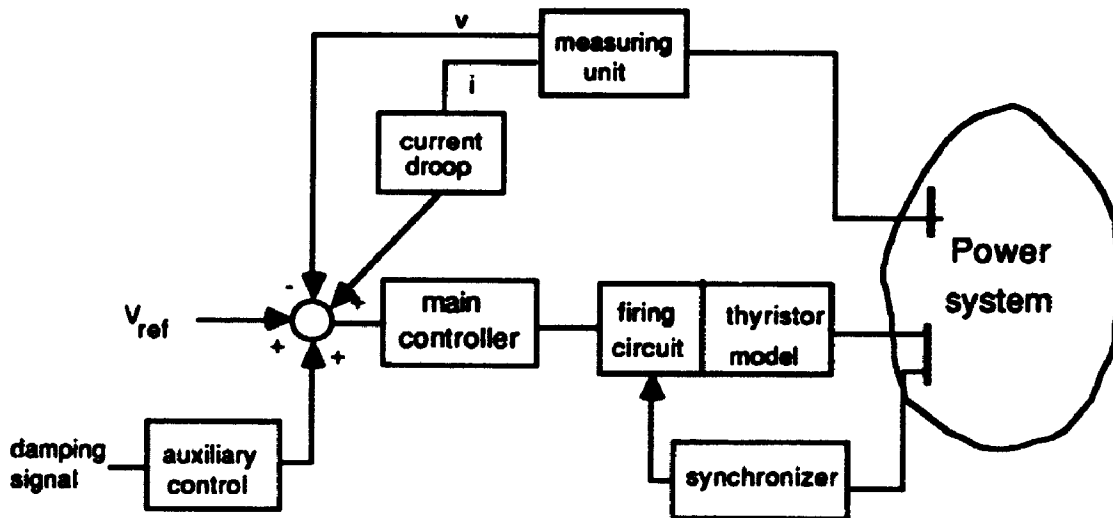 v
measuring
unit
i
current
droop
-
+
V ref
+
+
main
controller
firing
circuit
thyristor
model
Power
system
damping
signal
auxiliary
control
synchronizer